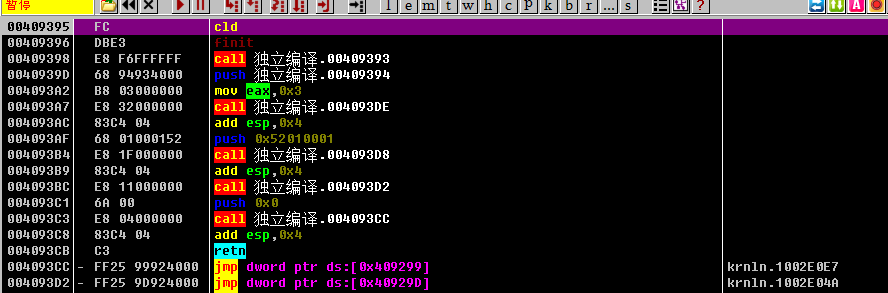 暂停 l e m t w h c p k b r ... s ?
00409395 FC cld
00409396 DBE3 finit
00409398 E8 F6FFFFFF call 独立编译.00409393
0040939D 68 94934000 push 独立编译.00409394
004093A2 B8 03000000 mov eax,0x3
004093A7 E8 32000000 call 独立编译.004093DE
004093AC 83C4 04 add esp,0x4
004093AF 68 01000152 push 0x52010001
004093B4 E8 1F000000 call 独立编译.004093D8
004093B9 83C4 04 add esp,0x4
004093BC E8 11000000 call 独立编译.004093D2
004093C1 6A 00 push 0x0
004093C3 E8 04000000 call 独立编译.004093CC
004093C8 83C4 04 add esp,0x4
004093CB C3 retn
004093CC - FF25 99924000 jmp dword ptr ds:[0x409299] krnln.1002E0E7
004093D2 - FF25 9D924000 jmp dword ptr ds:[0x40929D] krnln.1002E04A